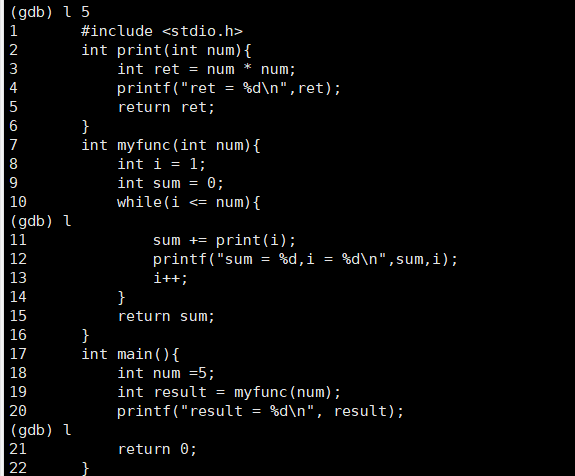 (gdb) l 5
1       #include <stdio.h>
2       int print(int num){
3           int ret = num * num;
4           printf("ret = %d\n",ret);
5           return ret;
6       }
7       int myfunc(int num){
8           int i = 1;
9           int sum = 0;
10          while(i <= num){
(gdb) l
11              sum += print(i);
12              printf("sum = %d,i = %d\n",sum,i);
13              i++;
14          }
15          return sum;
16      }
17      int main(){
18          int num =5;
19          int result = myfunc(num);
20          printf("result = %d\n", result);
(gdb) l
21          return 0;
22      }